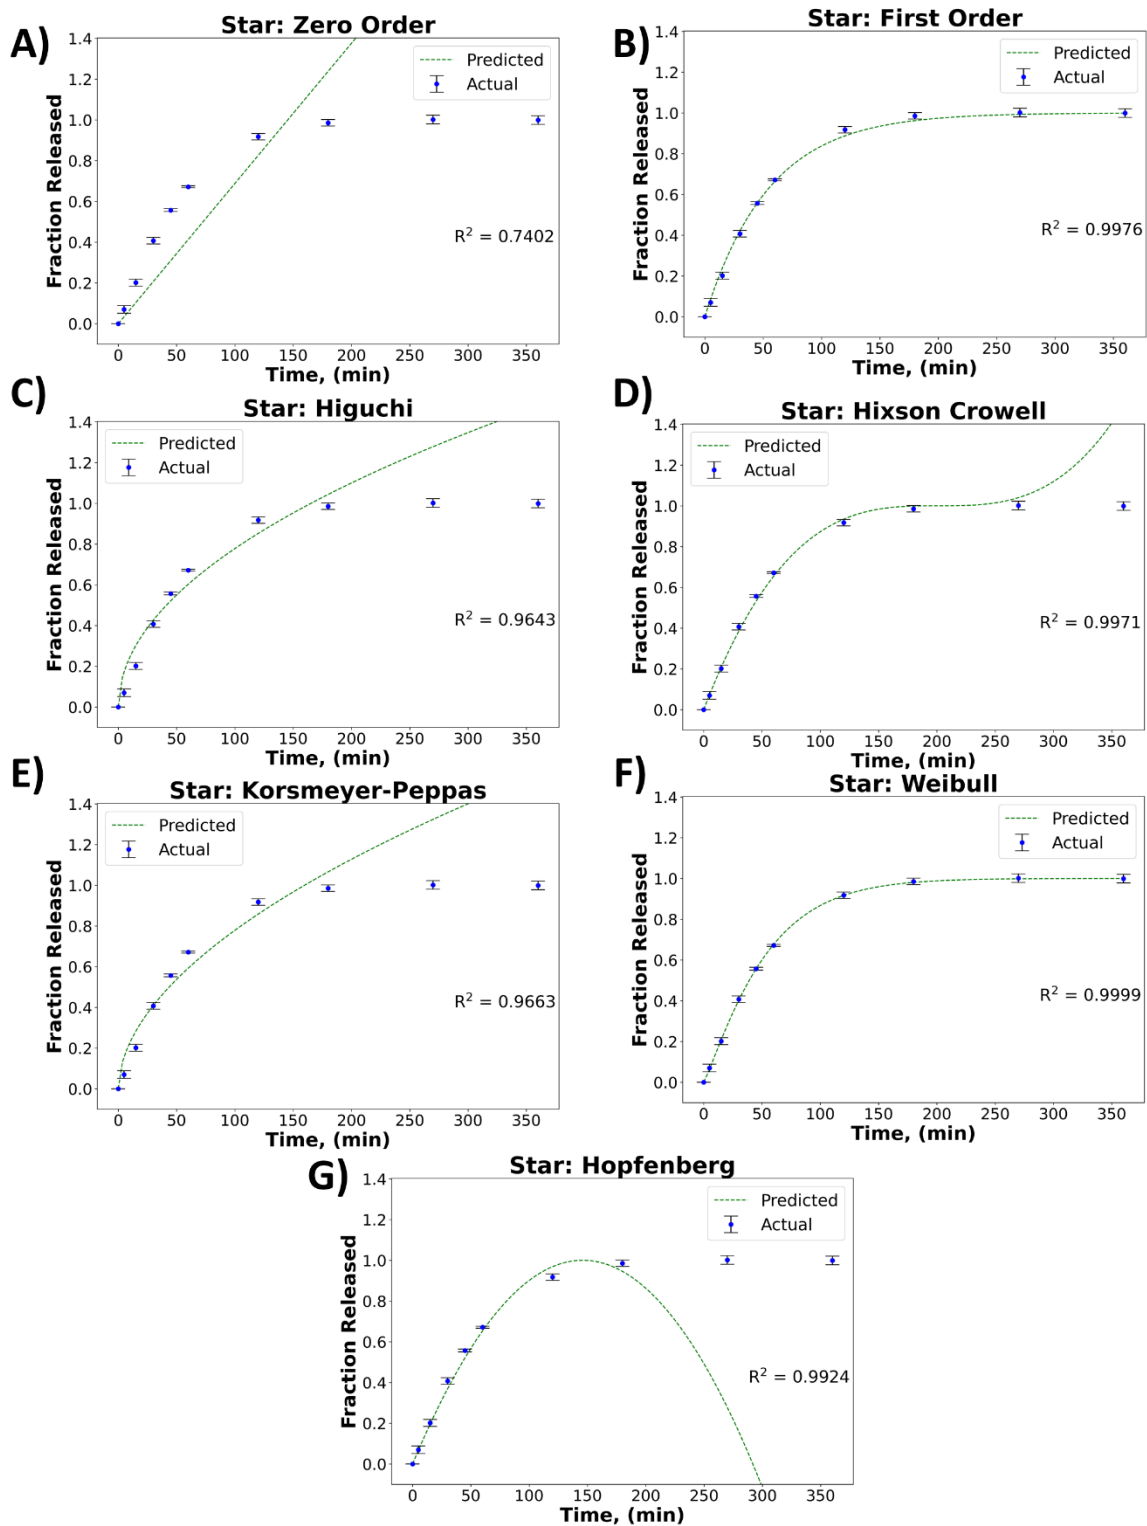 A)
Star: Zero Order
Fraction Released
1.4
1.2
1.0
0.8
0.6
0.4
0.2
0.0
Predicted
Actual
R² = 0.7402
0 50 100 150 200 250 300 350
Time, (min)
B)
Star: First Order
Fraction Released
1.4
1.2
1.0
0.8
0.6
0.4
0.2
0.0
Predicted
Actual
R² = 0.9976
0 50 100 150 200 250 300 350
Time, (min)
C)
Star: Higuchi
Fraction Released
1.4
1.2
1.0
0.8
0.6
0.4
0.2
0.0
Predicted
Actual
R² = 0.9643
0 50 100 150 200 250 300 350
Time, (min)
D)
Star: Hixson Crowell
Fraction Released
1.4
1.2
1.0
0.8
0.6
0.4
0.2
0.0
Predicted
Actual
R² = 0.9971
0 50 100 150 200 250 300 350
Time, (min)
E)
Star: Korsmeyer-Peppas
Fraction Released
1.4
1.2
1.0
0.8
0.6
0.4
0.2
0.0
Predicted
Actual
R² = 0.9663
0 50 100 150 200 250 300 350
Time, (min)
F)
Star: Weibull
Fraction Released
1.4
1.2
1.0
0.8
0.6
0.4
0.2
0.0
Predicted
Actual
R² = 0.9999
0 50 100 150 200 250 300 350
Time, (min)
G)
Star: Hopfenberg
Fraction Released
1.4
1.2
1.0
0.8
0.6
0.4
0.2
0.0
Predicted
Actual
R² = 0.9924
0 50 100 150 200 250 300 350
Time, (min)